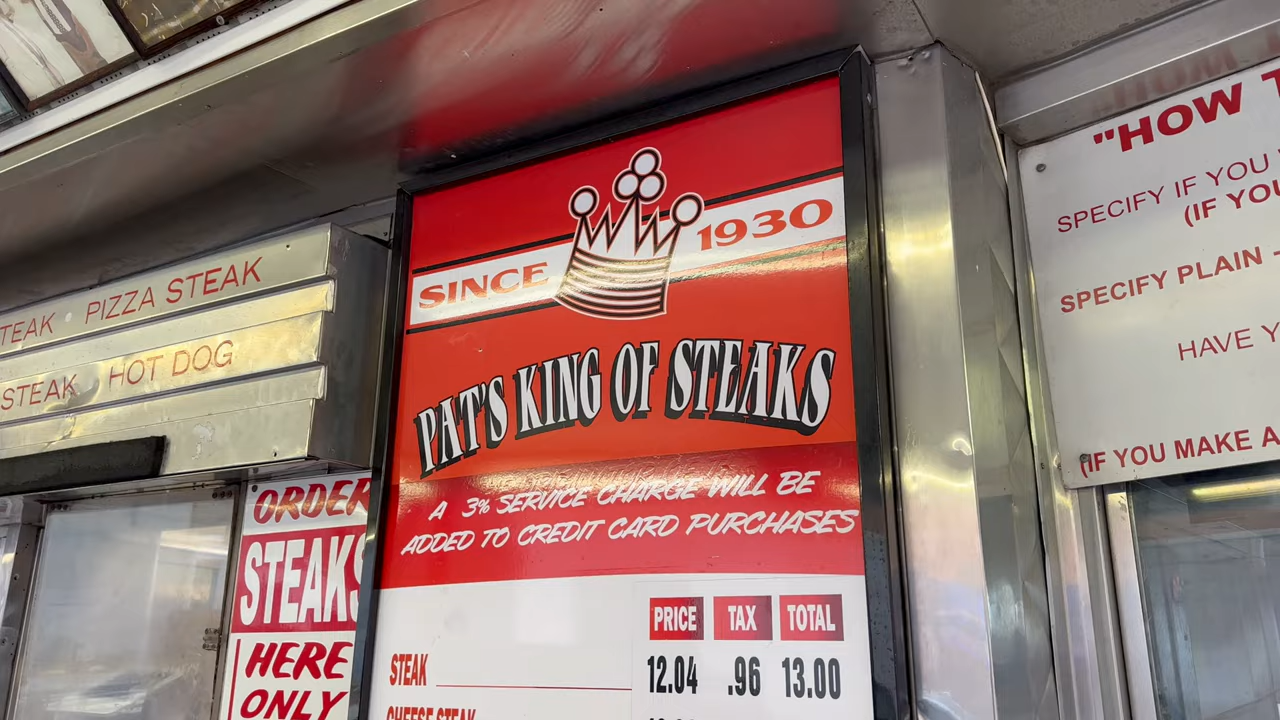 TEAK · PIZZA STEAK
STEAK HOT DOG
ORDER
STEAKS
HERE
ONLY
SINCE 1930
PAT'S KING OF STEAKS
A 3% SERVICE CHARGE WILL BE
ADDED TO CREDIT CARD PURCHASES
PRICE TAX TOTAL
STEAK 12.04 .96 13.00
CHEESE STEAK
"HOW T
SPECIFY IF YOU
(IF YOU
SPECIFY PLAIN -
HAVE Y
(IF YOU MAKE A